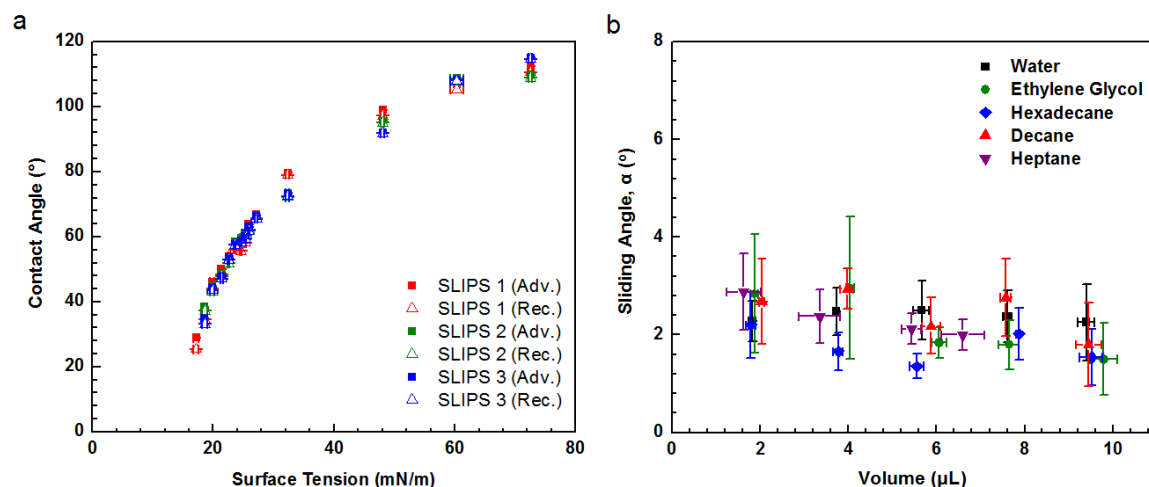 a
120
100
80
60
40
20
0
Contact Angle (°)
0 20 40 60 80
Surface Tension (mN/m)
SLIPS 1 (Adv.)
SLIPS 1 (Rec.)
SLIPS 2 (Adv.)
SLIPS 2 (Rec.)
SLIPS 3 (Adv.)
SLIPS 3 (Rec.)
b
8
6
4
2
0
Sliding Angle, α (°)
0 2 4 6 8 10
Volume (µL)
Water
Ethylene Glycol
Hexadecane
Decane
Heptane